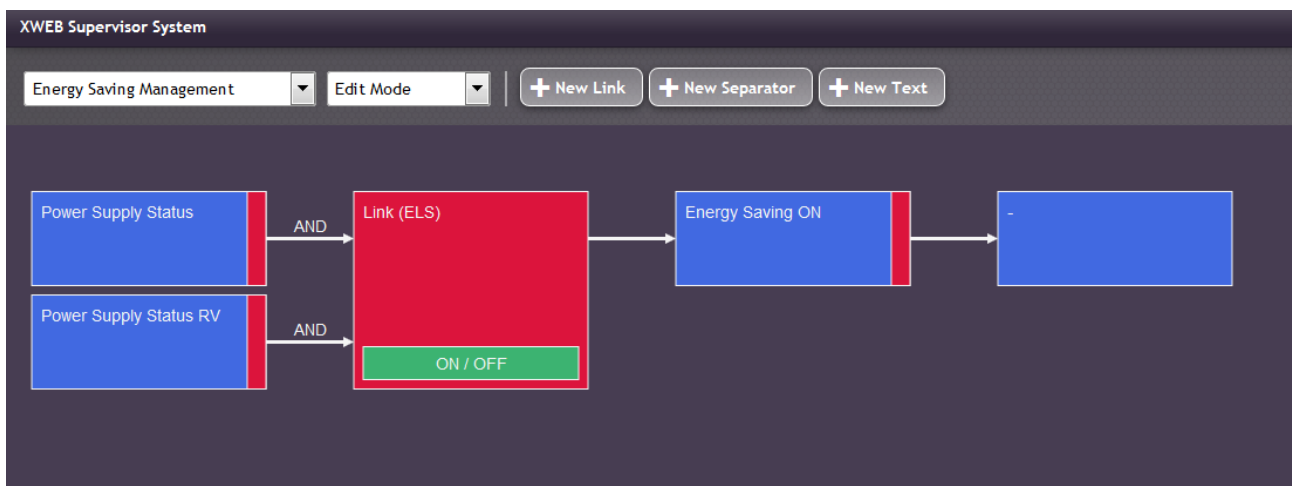 XWEB Supervisor System
Energy Saving Management Edit Mode New Link New Separator New Text
Power Supply Status AND Link (ELS) Energy Saving ON -
Power Supply Status RV AND
ON / OFF